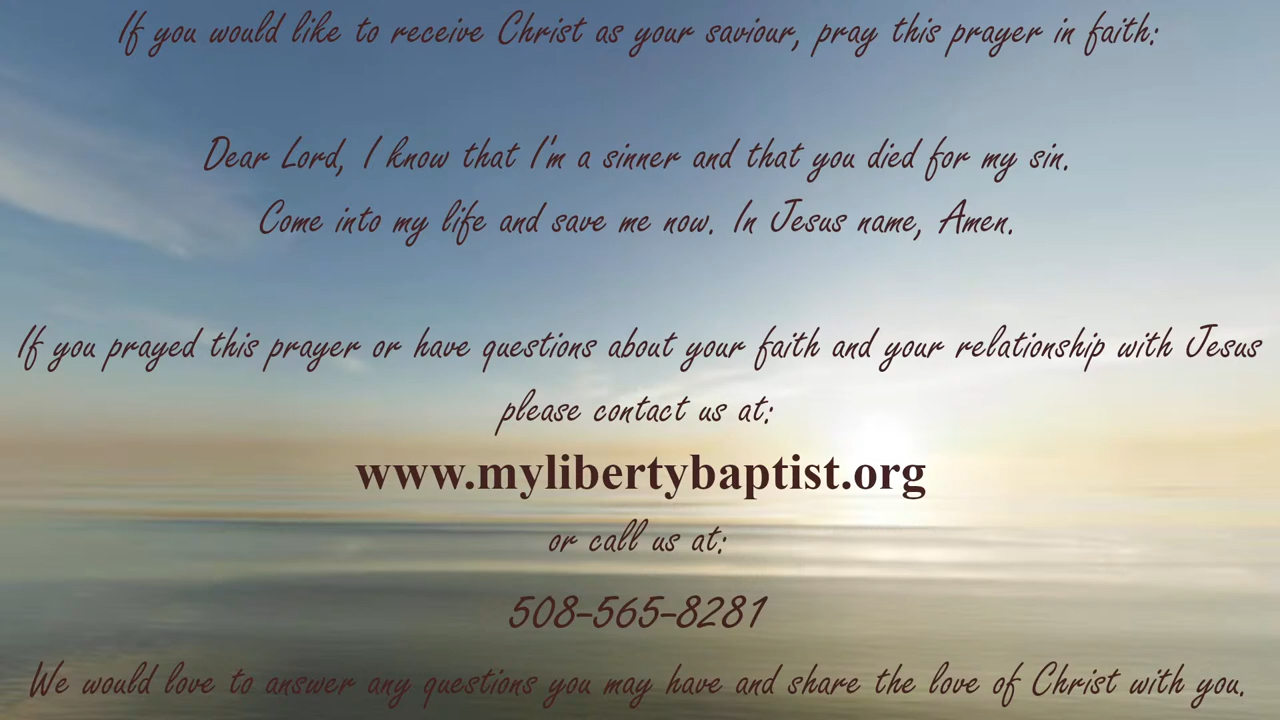 If you would like to receive Christ as your saviour, pray this prayer in faith:
Dear Lord, I know that I'm a sinner and that you died for my sin.
Come into my life and save me now. In Jesus name, Amen.
If you prayed this prayer or have questions about your faith and your relationship with Jesus
please contact us at:
www.mylibertybaptist.org
or call us at:
508-565-8281
We would love to answer any questions you may have and share the love of Christ with you.